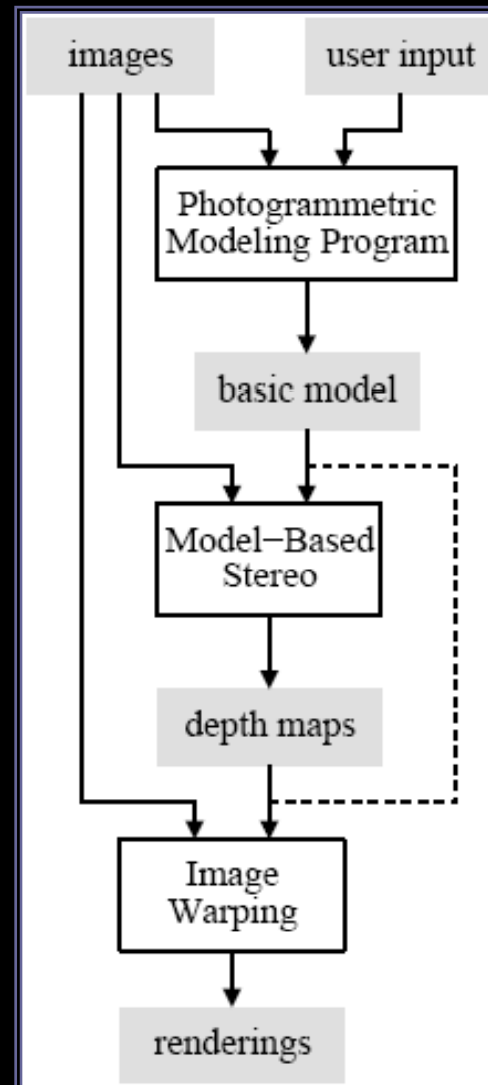 images
user input
Photogrammetric
Modeling Program
basic model
Model−Based
Stereo
depth maps
Image
Warping
renderings